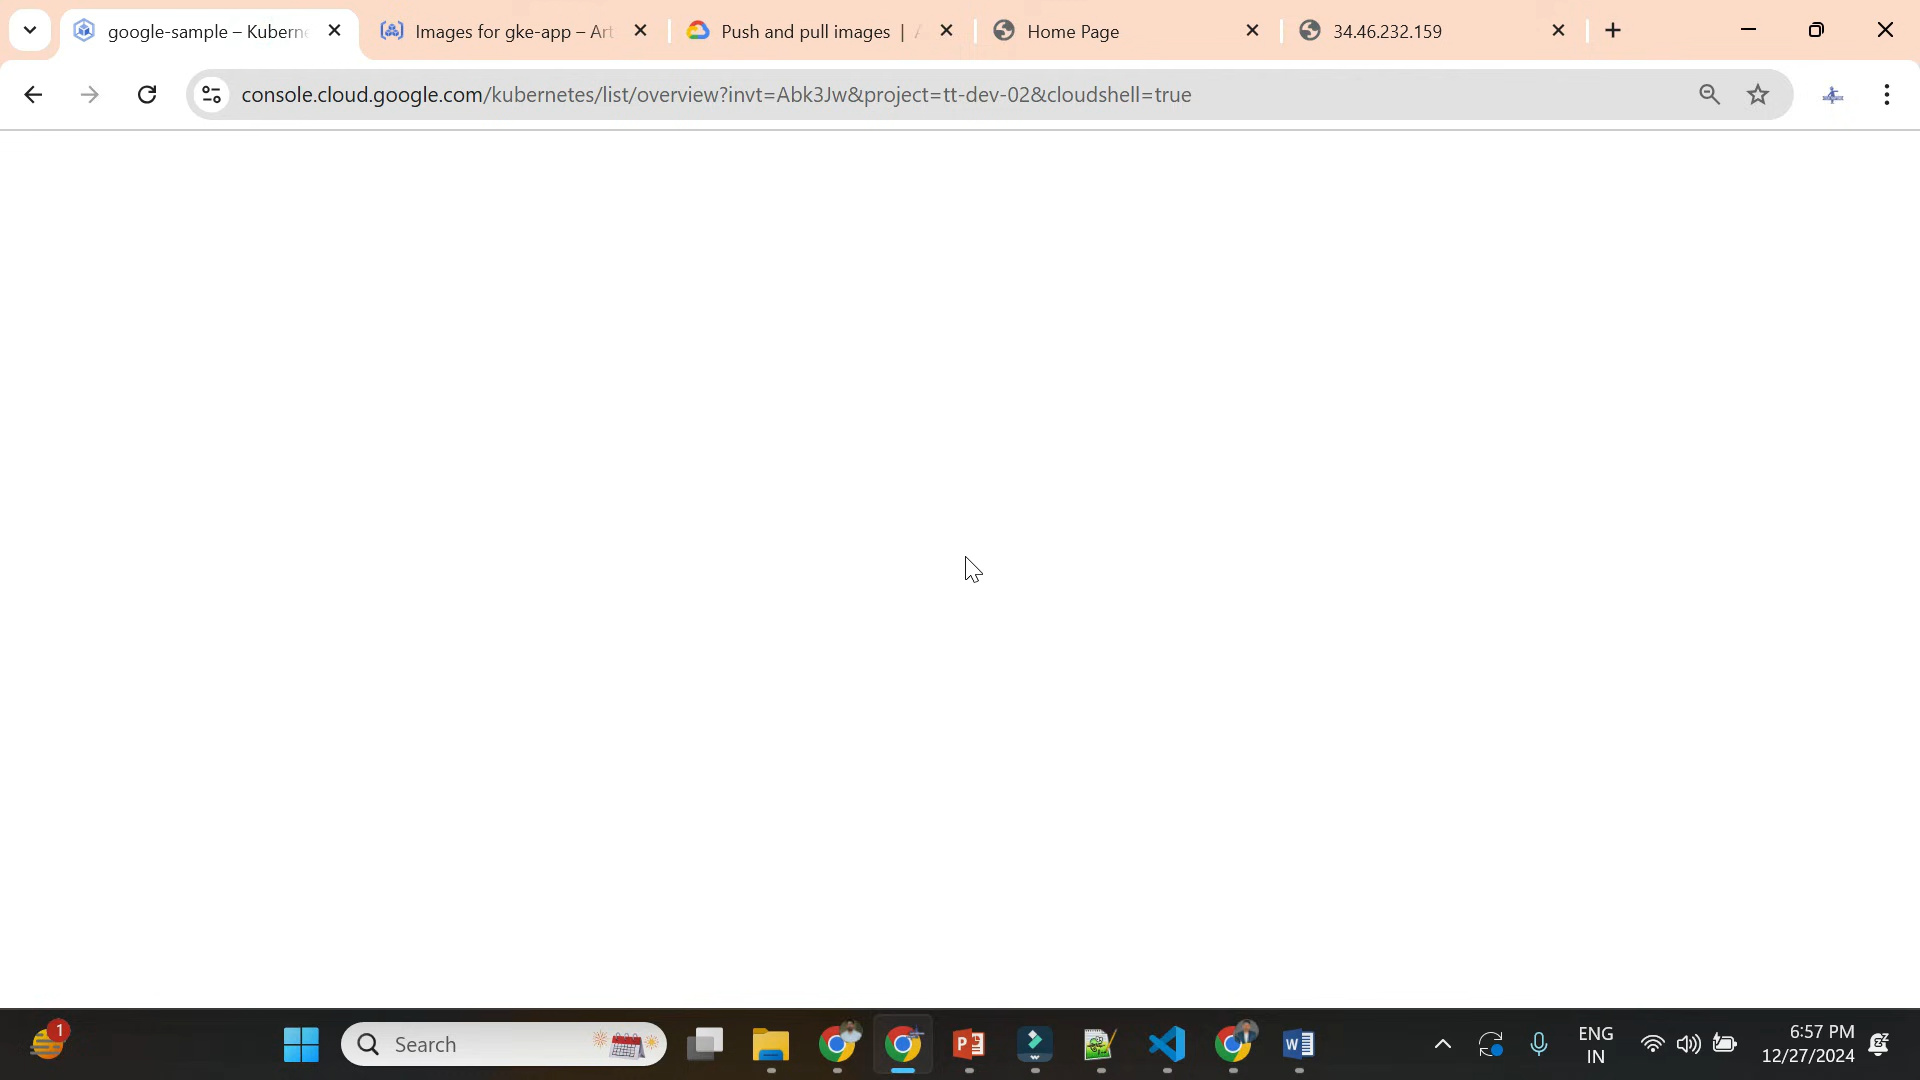 google-sample – Kuberne
Images for gke-app – Art
Push and pull images | A
Home Page
34.46.232.159
console.cloud.google.com/kubernetes/list/overview?invt=Abk3Jw&project=tt-dev-02&cloudshell=true
1
Search
ENG
IN
6:57 PM
12/27/2024